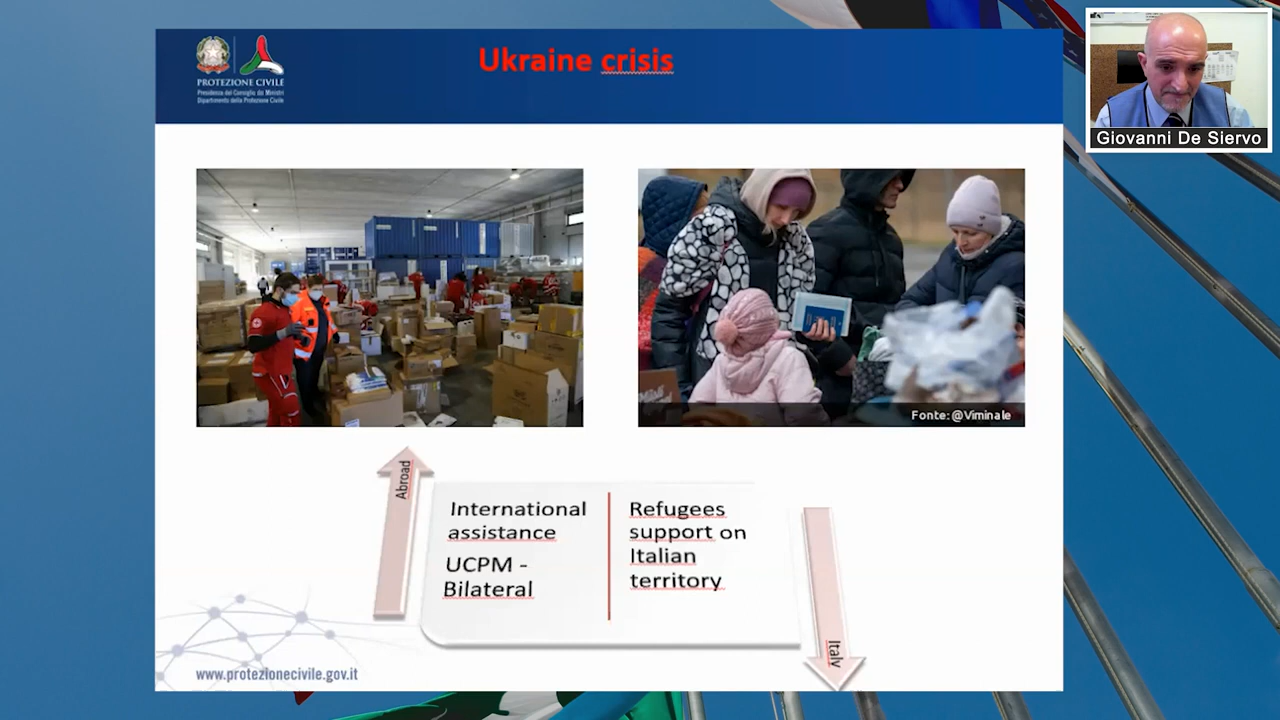 Ukraine crisis
PROTEZIONE CIVILE
Presidenza del Consiglio dei Ministri
Dipartimento della Protezione Civile
Giovanni De Siervo
Fonte: @Viminale
Abroad
International
assistance
UCPM -
Bilateral
Refugees
support on
Italian
territory
Italy
www.protezionecivile.gov.it